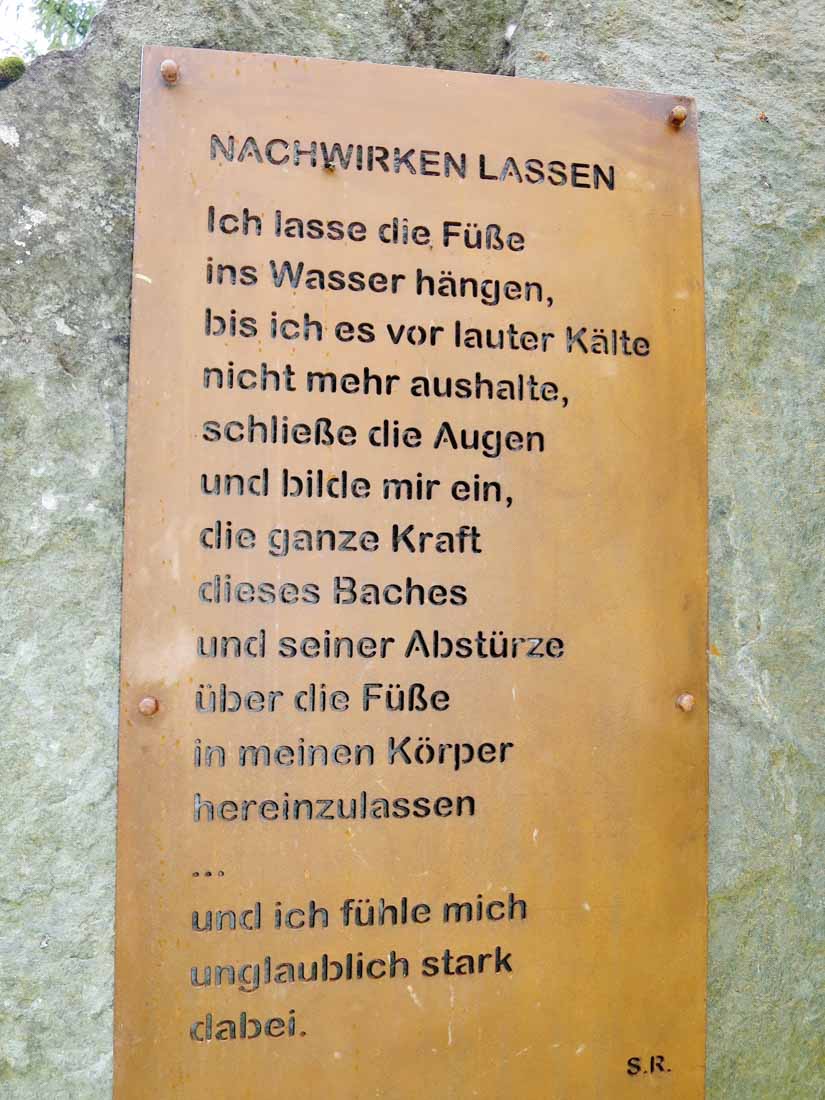 NACHWIRKEN LASSEN
Ich lasse die Füße
ins Wasser hängen,
bis ich es vor lauter Kälte
nicht mehr aushalte,
schließe die Augen
und bilde mir ein,
die ganze Kraft
dieses Baches
und seiner Abstürze
über die Füße
in meinen Körper
hereinzulassen
...
und ich fühle mich
unglaublich stark
dabei.
S.R.